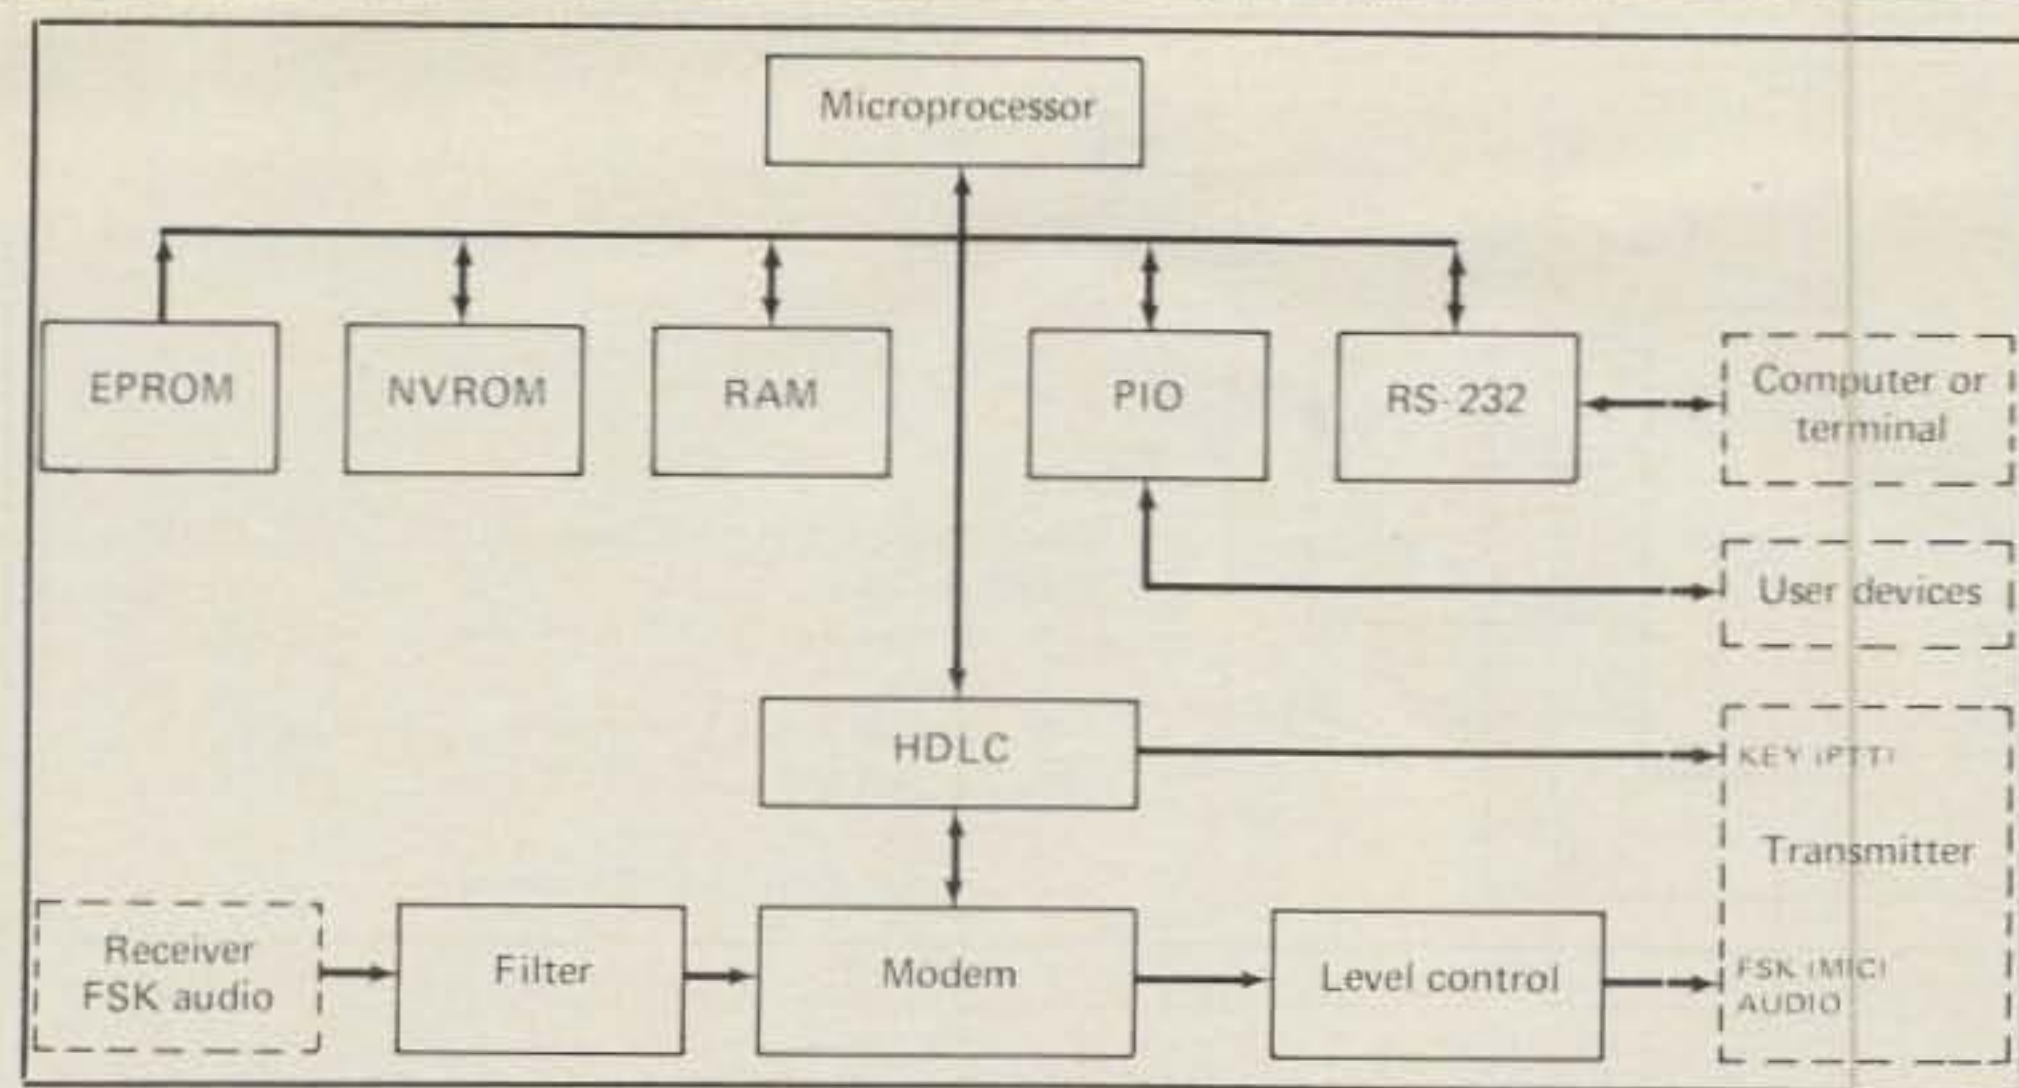 Microprocessor
EPROM
NVROM
RAM
PIO
RS-232
Computer or
terminal
User devices
HDLC
KEY (PTT)
Transmitter
Receiver
FSK audio
Filter
Modem
Level control
FSK (MIC)
AUDIO